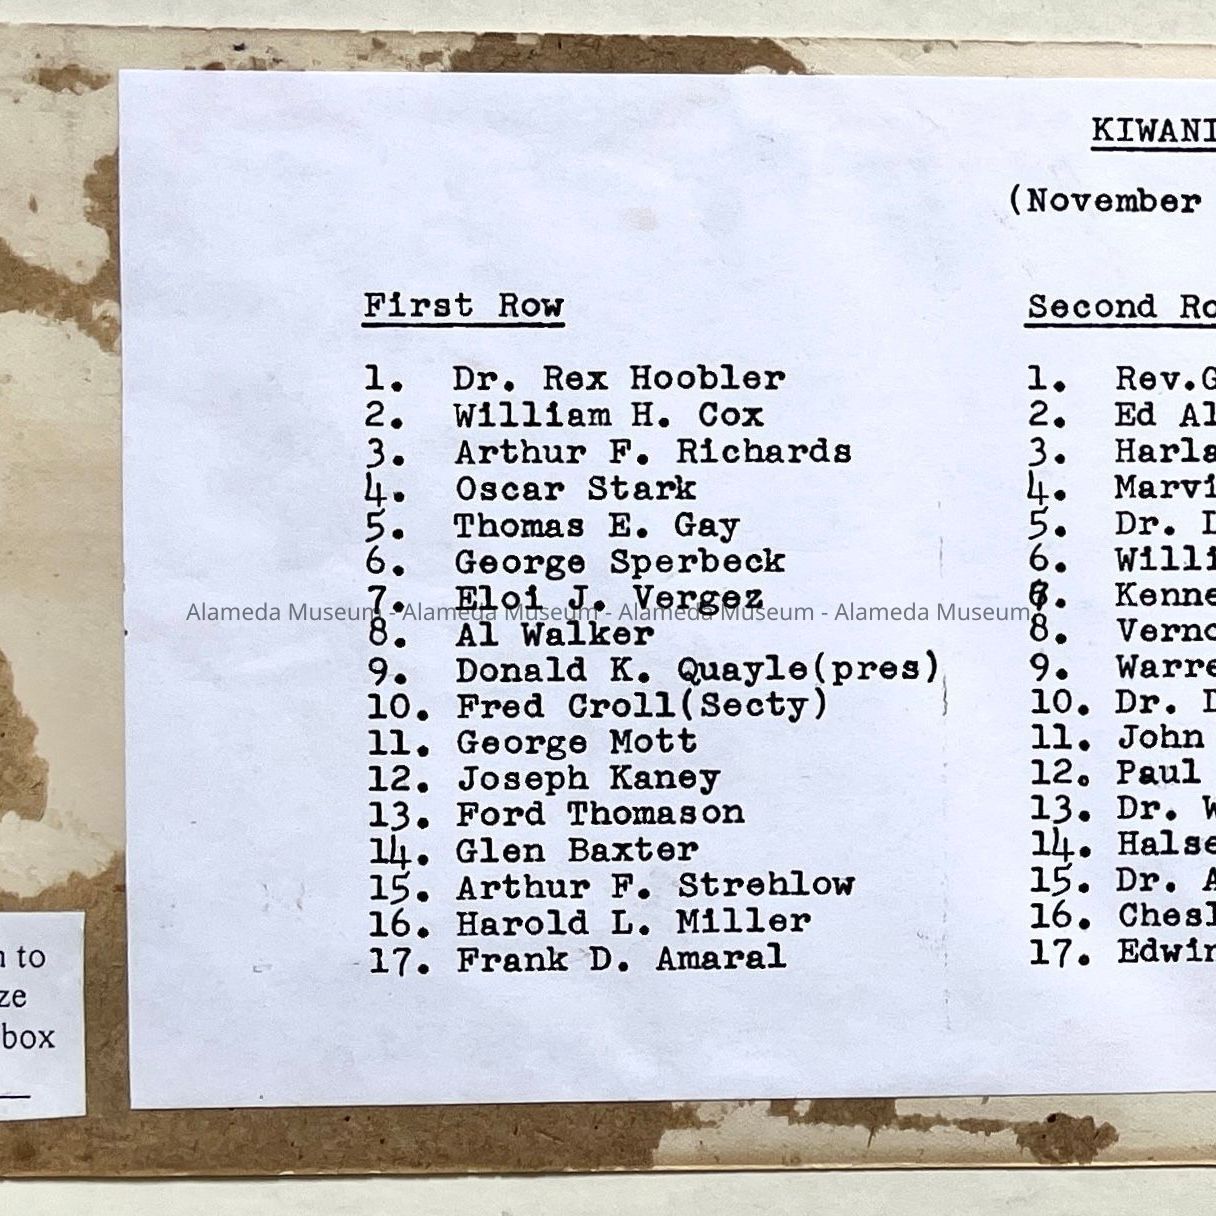 KIWANI
(November
First Row
1. Dr. Rex Hoobler
2. William H. Cox
3. Arthur F. Richards
4. Oscar Stark
5. Thomas E. Gay
6. George Sperbeck
7. Eloi J. Vergez
8. Al Walker
9. Donald K. Quayle(pres)
10. Fred Croll(Secty)
11. George Mott
12. Joseph Kaney
13. Ford Thomason
14. Glen Baxter
15. Arthur F. Strehlow
16. Harold L. Miller
17. Frank D. Amaral
Second Ro
1. Rev.G
2. Ed Al
3. Harla
4. Marvi
5. Dr.
6. Willi
Kenne
8. Verno
9. Warre
10. Dr.
11. John
12. Paul
13. Dr. W
14. Halse
15. Dr. A
16. Chesl
17. Edwin
Alameda Museum - Alameda Museum - Alameda Museum - Alameda Museum
to
ze
box